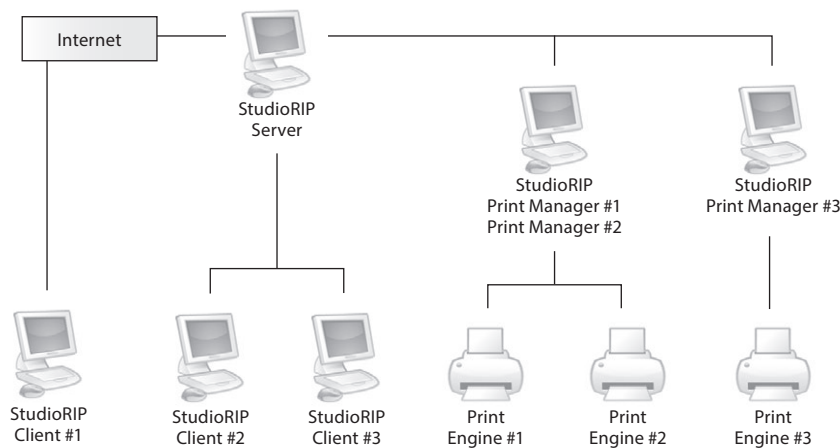 Internet
StudioRIP
Server
StudioRIP
Print Manager #1
Print Manager #2
StudioRIP
Print Manager #3
StudioRIP
Client #1
StudioRIP
Client #2
StudioRIP
Client #3
Print
Engine #1
Print
Engine #2
Print
Engine #3